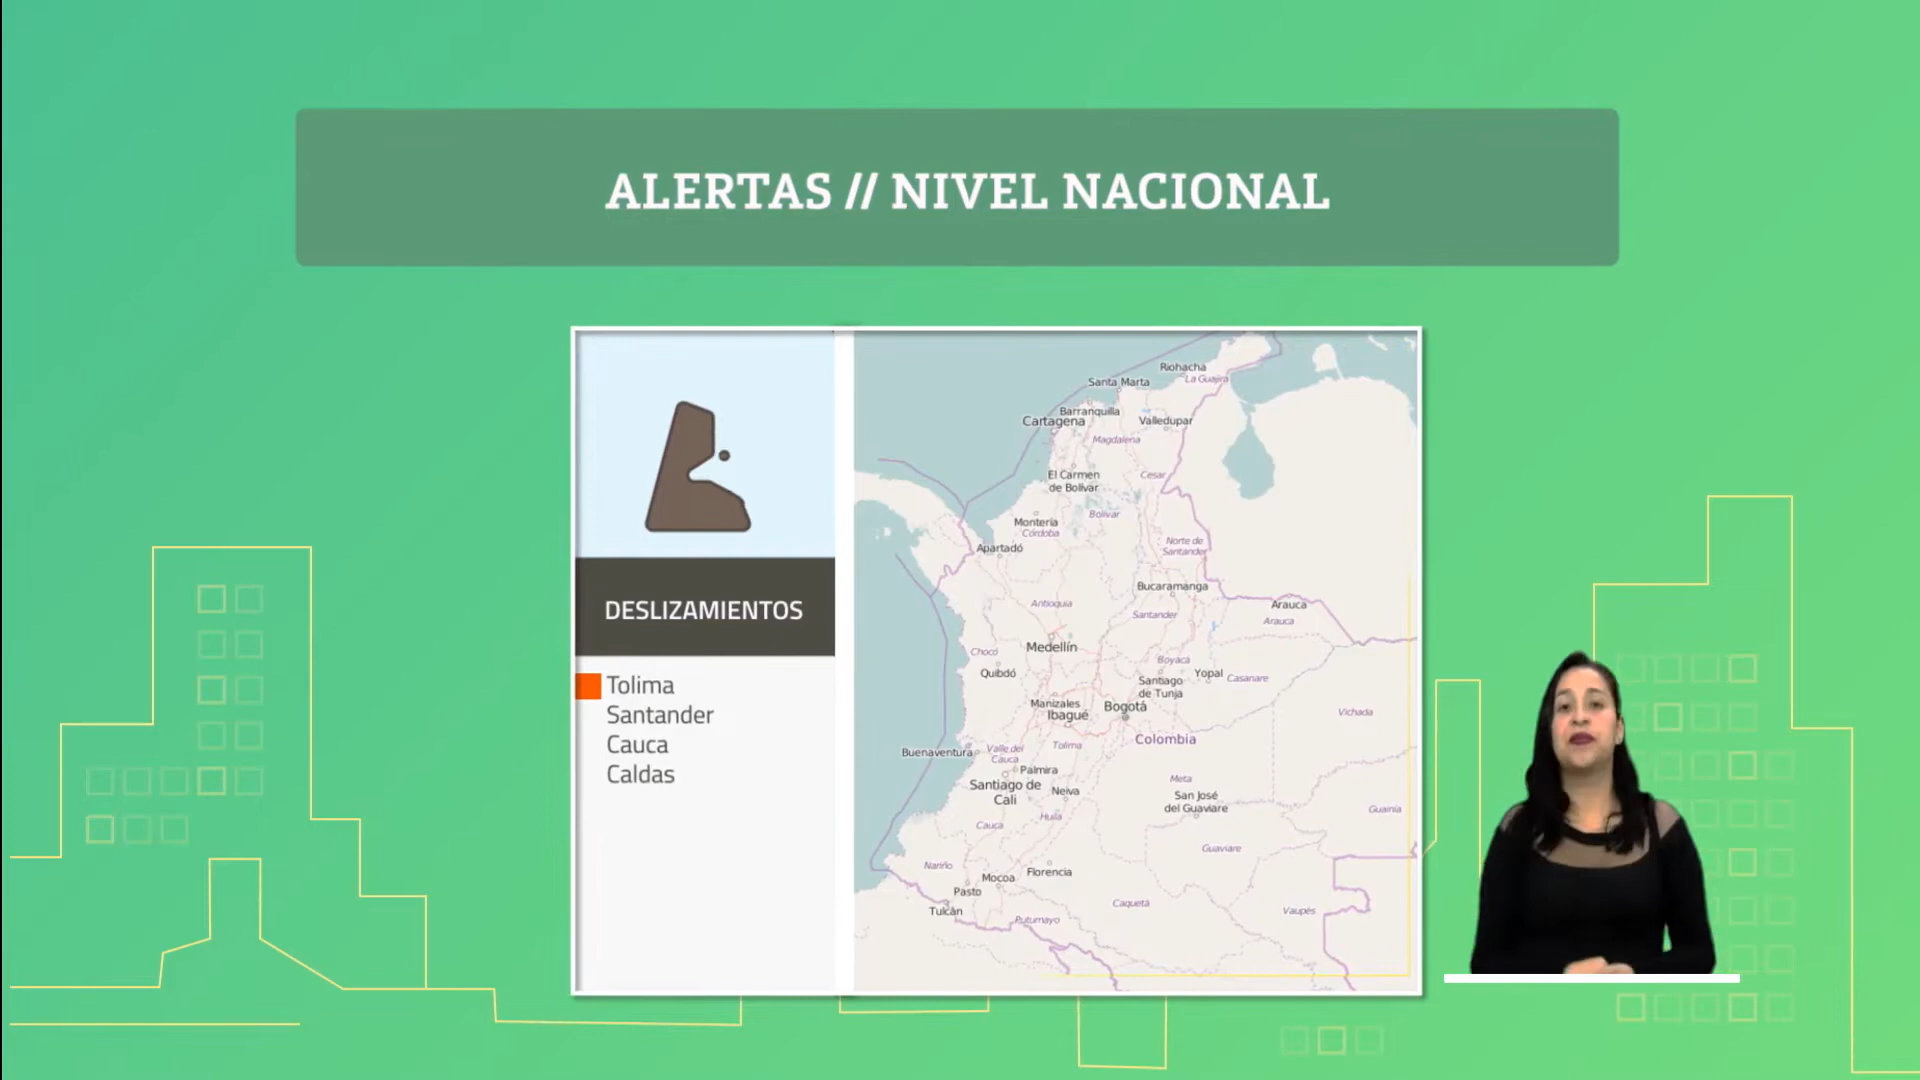 ALERTAS // NIVEL NACIONAL
DESLIZAMIENTOS
Tolima
Santander
Cauca
Caldas
Riohacha
La Guajira
Santa Marta
Barranquilla
Cartagena
Valledupar
Magdalena
El Carmen
de Bolívar
Cesar
Bolívar
Montería
Córdoba
Apartadó
Norte de
Santander
Bucaramanga
Antioquia
Santander
Arauca
Arauca
Medellín
Chocó
Boyacá
Quibdó
Santiago
de Tunja
Yopal
Casanare
Manizales
Ibagué
Bogotá
Vichada
Colombia
Buenaventura
Valle del
Cauca
Tolima
Palmira
Meta
Santiago de
Cali
Neiva
San José
del Guaviare
Guainía
Huila
Cauca
Guaviare
Nariño
Mocoa
Florencia
Pasto
Caquetá
Tulcán
Putumayo
Vaupés